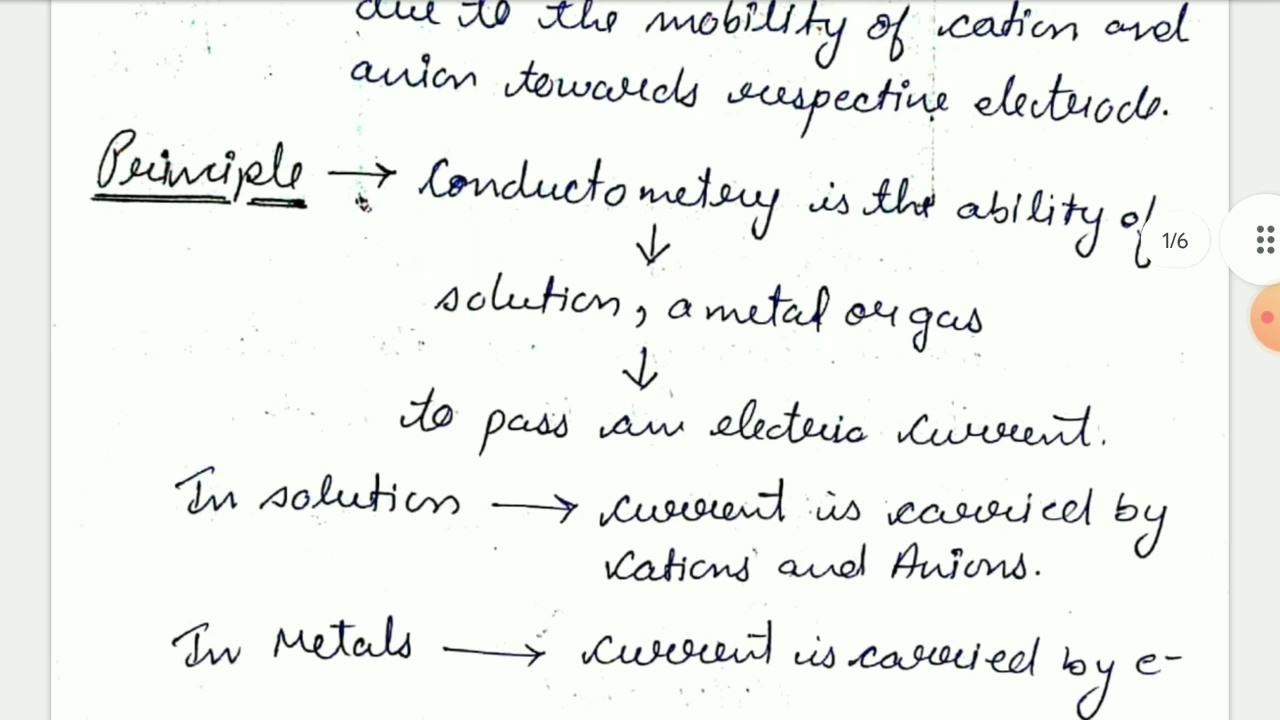 due to the mobility of cation and
anion towards respective electrode.
Principle → Conductometery is the ability of
↓
solution, a metal or gas
↓
to pass an electric current.
In solution → current is carried by
Cations and Anions.
In Metals → current is carried by e-
1/6